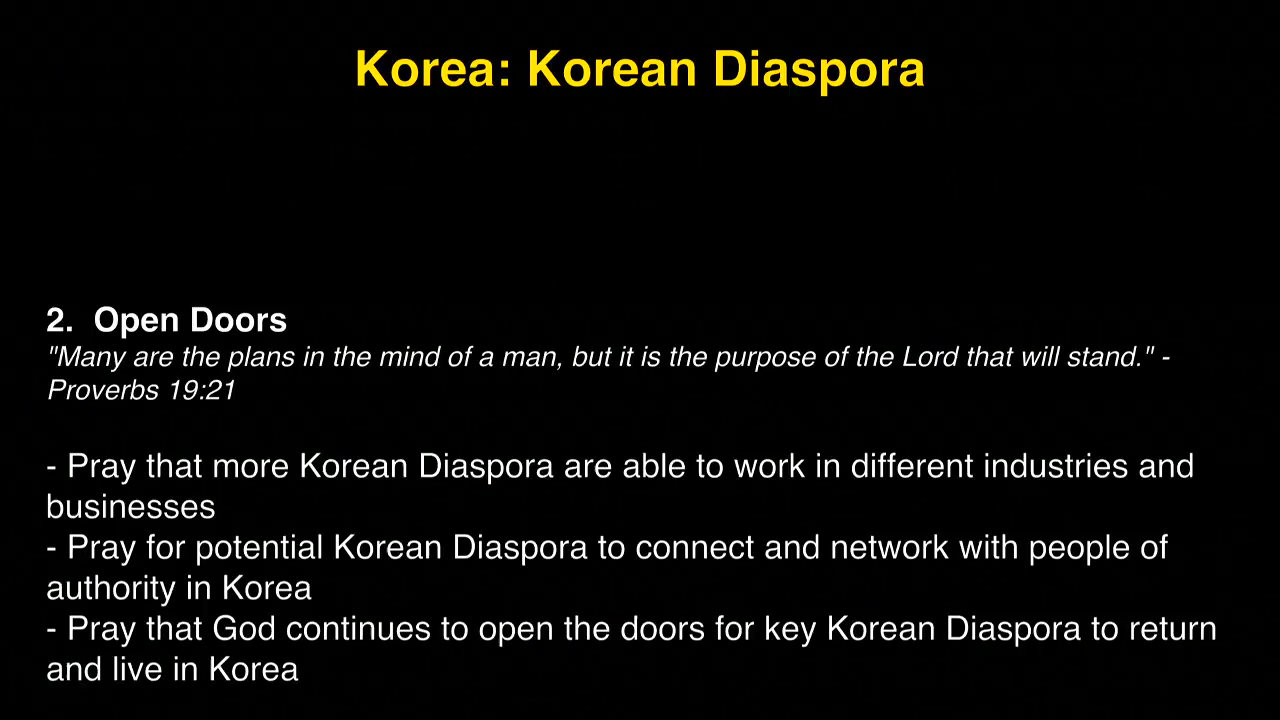 Korea: Korean Diaspora
2. Open Doors
"Many are the plans in the mind of a man, but it is the purpose of the Lord that will stand." -
Proverbs 19:21
- Pray that more Korean Diaspora are able to work in different industries and
businesses
- Pray for potential Korean Diaspora to connect and network with people of
authority in Korea
- Pray that God continues to open the doors for key Korean Diaspora to return
and live in Korea